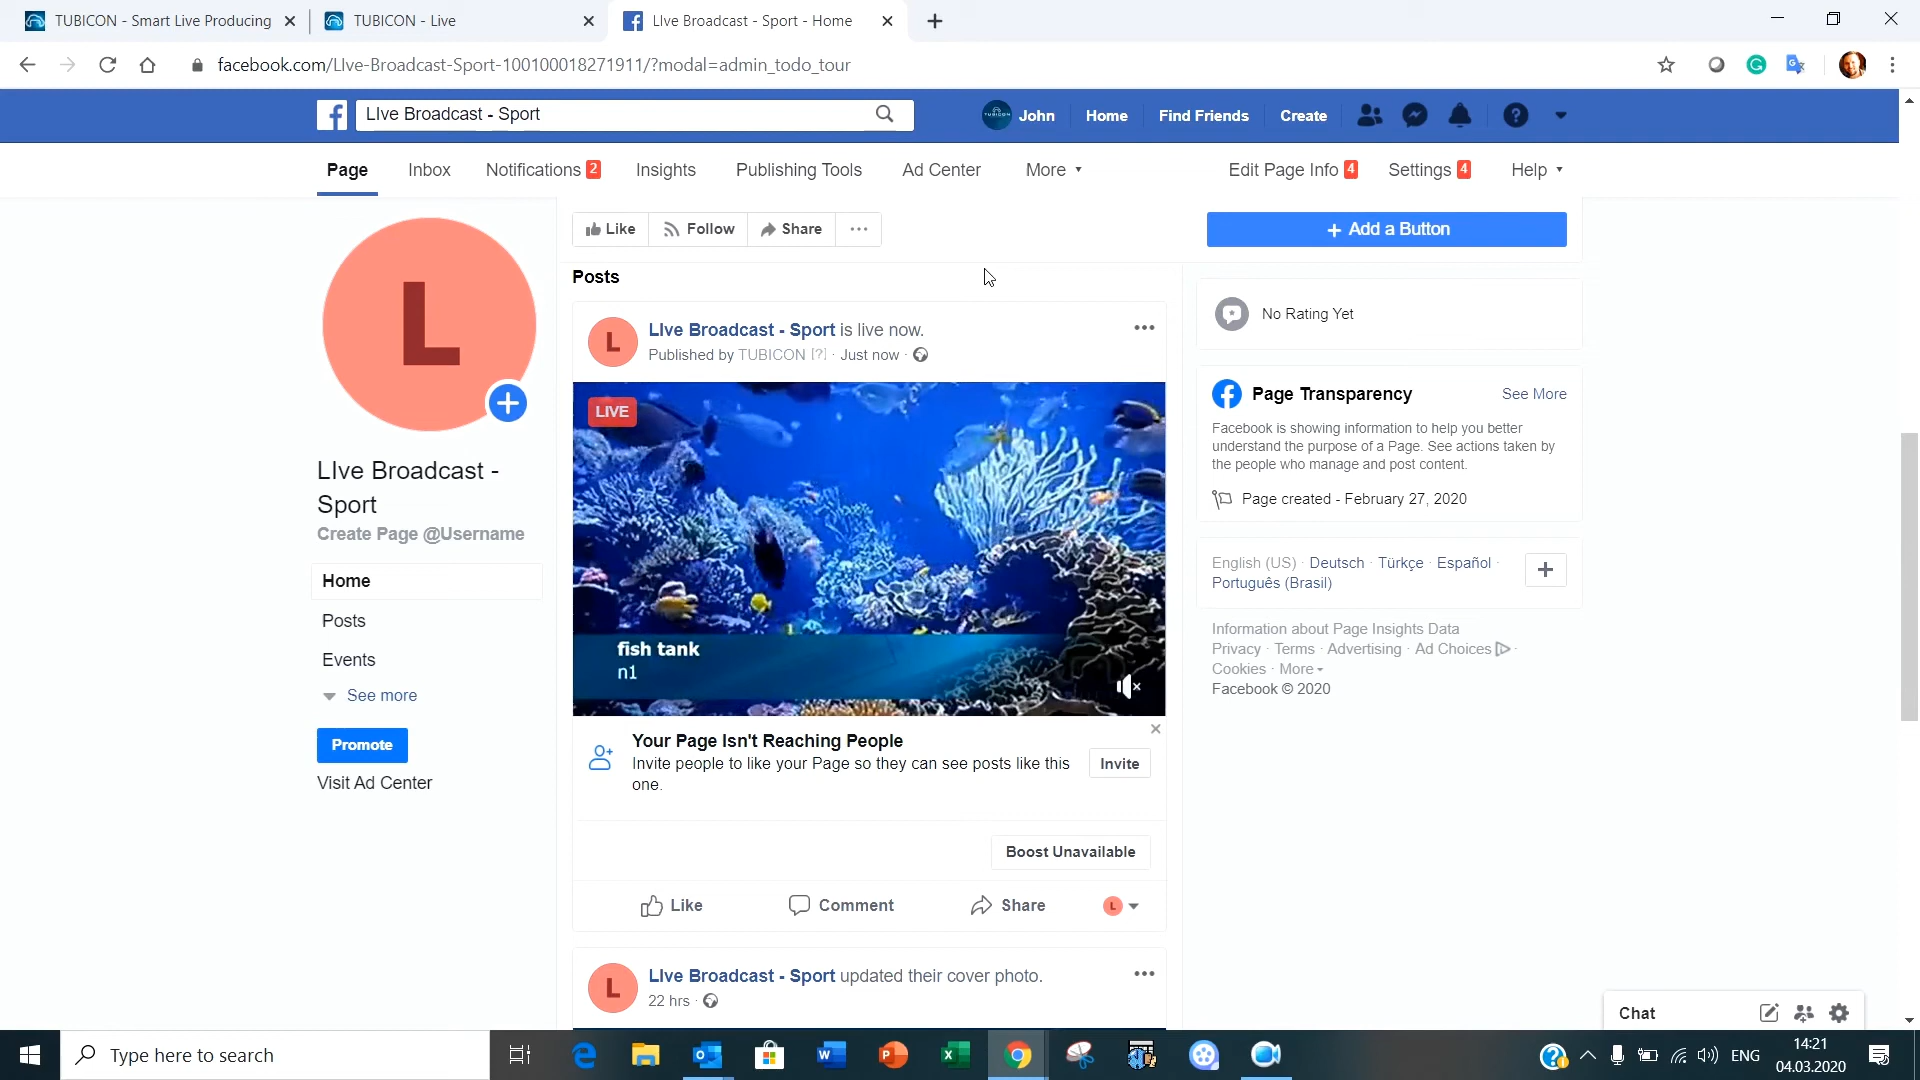 TUBICON - Smart Live Producing
TUBICON - Live
LIve Broadcast - Sport - Home
facebook.com/LIve-Broadcast-Sport-100100018271911/?modal=admin_todo_tour
LIve Broadcast - Sport
John
Home
Find Friends
Create
Page
Inbox
Notifications 2
Insights
Publishing Tools
Ad Center
More
Edit Page Info 4
Settings 4
Help
L
LIve Broadcast -
Sport
Create Page @Username
Home
Posts
Events
See more
Promote
Visit Ad Center
Like
Follow
Share
+ Add a Button
Posts
L
LIve Broadcast - Sport is live now.
Published by TUBICON [?] · Just now ·
LIVE
fish tank
n1
Your Page Isn't Reaching People
Invite people to like your Page so they can see posts like this
one.
Invite
Boost Unavailable
Like
Comment
Share
L
L
LIve Broadcast - Sport updated their cover photo.
22 hrs ·
No Rating Yet
Page Transparency
See More
Facebook is showing information to help you better
understand the purpose of a Page. See actions taken by
the people who manage and post content.
Page created - February 27, 2020
English (US) · Deutsch · Türkçe · Español ·
Português (Brasil)
Information about Page Insights Data
Privacy · Terms · Advertising · Ad Choices ·
Cookies · More
Facebook © 2020
Chat
Type here to search
ENG
14:21
04.03.2020